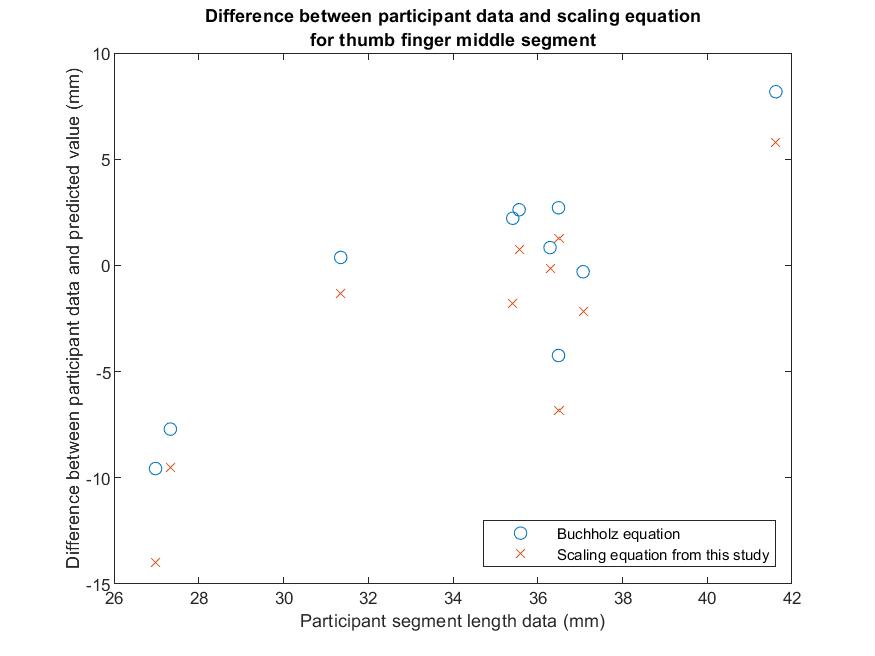 Difference between participant data and scaling equation
for thumb finger middle segment
Difference between participant data and predicted value (mm)
10
5
0
-5
-10
-15
26 28 30 32 34 36 38 40 42
Participant segment length data (mm)
Buchholz equation
Scaling equation from this study